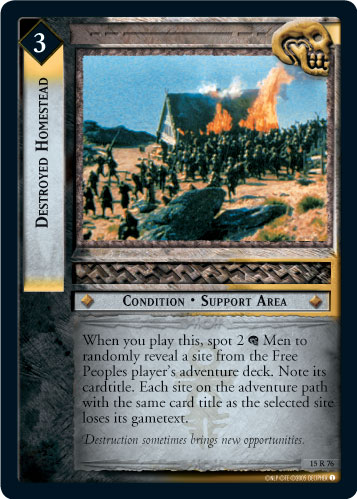 3
DESTROYED HOMESTEAD
CONDITION • SUPPORT AREA
When you play this, spot 2 Men to
randomly reveal a site from the Free
Peoples player's adventure deck. Note its
cardtitle. Each site on the adventure path
with the same card title as the selected site
loses its gametext.
Destruction sometimes brings new opportunities.
15 R 76